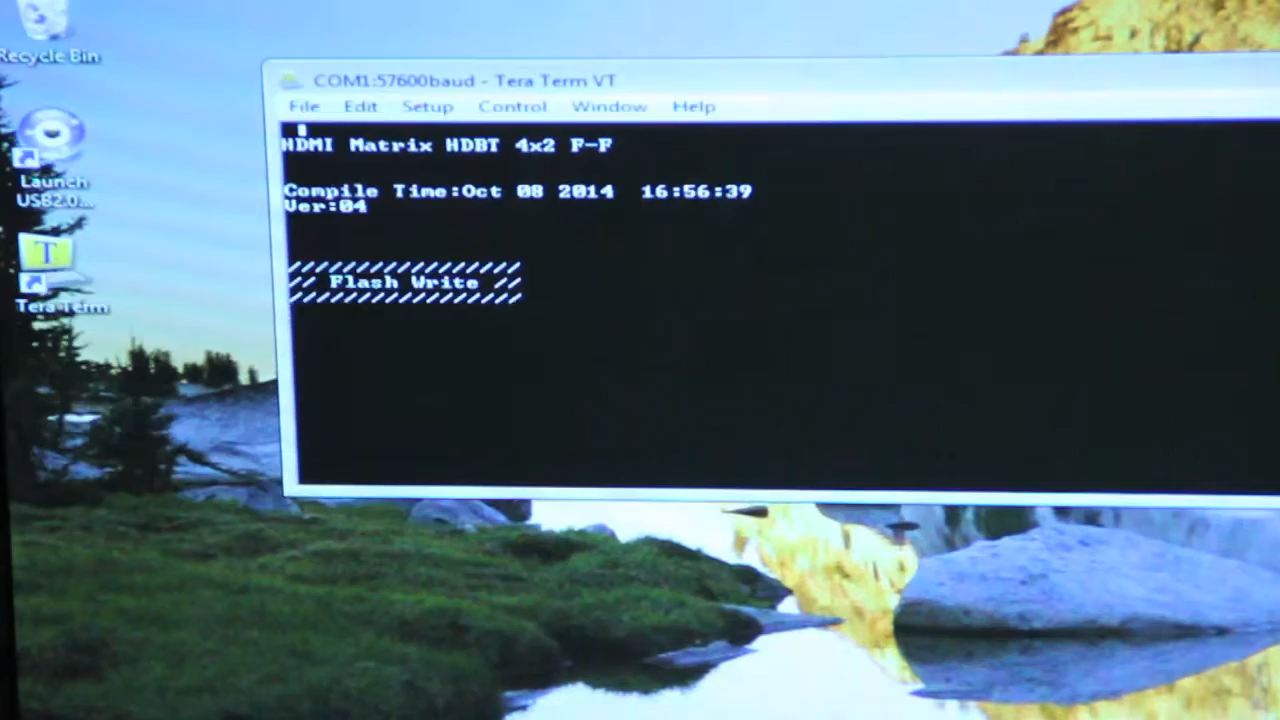 Recycle Bin
COM1:57600baud - Tera Term VT
File Edit Setup Control Window Help
HDMI Matrix HDBT 4x2 F-F
Compile Time:Oct 08 2014 16:56:39
Ver:04
/////////////////
// Flash Write //
/////////////////
Launch
USB2.0...
T
Tera Term